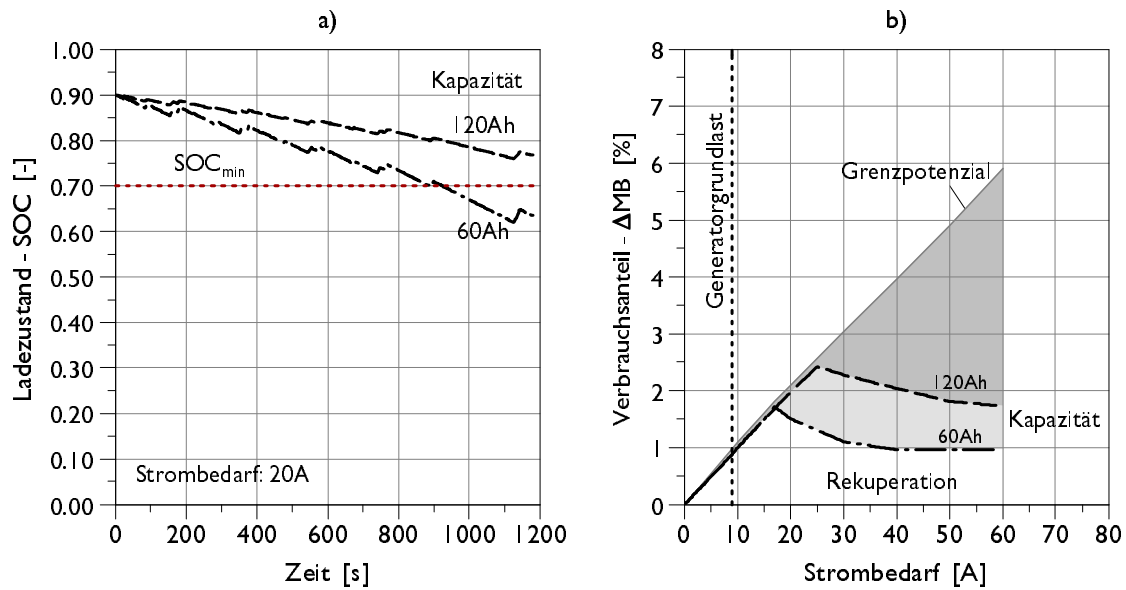 a)
Ladezustand - SOC [-]
1.00
0.90
0.80
0.70
0.60
0.50
0.40
0.30
0.20
0.10
0.00
Kapazität
120Ah
SOCmin
60Ah
Strombedarf: 20A
0 200 400 600 800 1000 1200
Zeit [s]
b)
Verbrauchsanteil - ΔMB [%]
8
7
6
5
4
3
2
1
0
Generatorgrundlast
Grenzpotenzial
120Ah
Kapazität
60Ah
Rekuperation
0 10 20 30 40 50 60 70 80
Strombedarf [A]